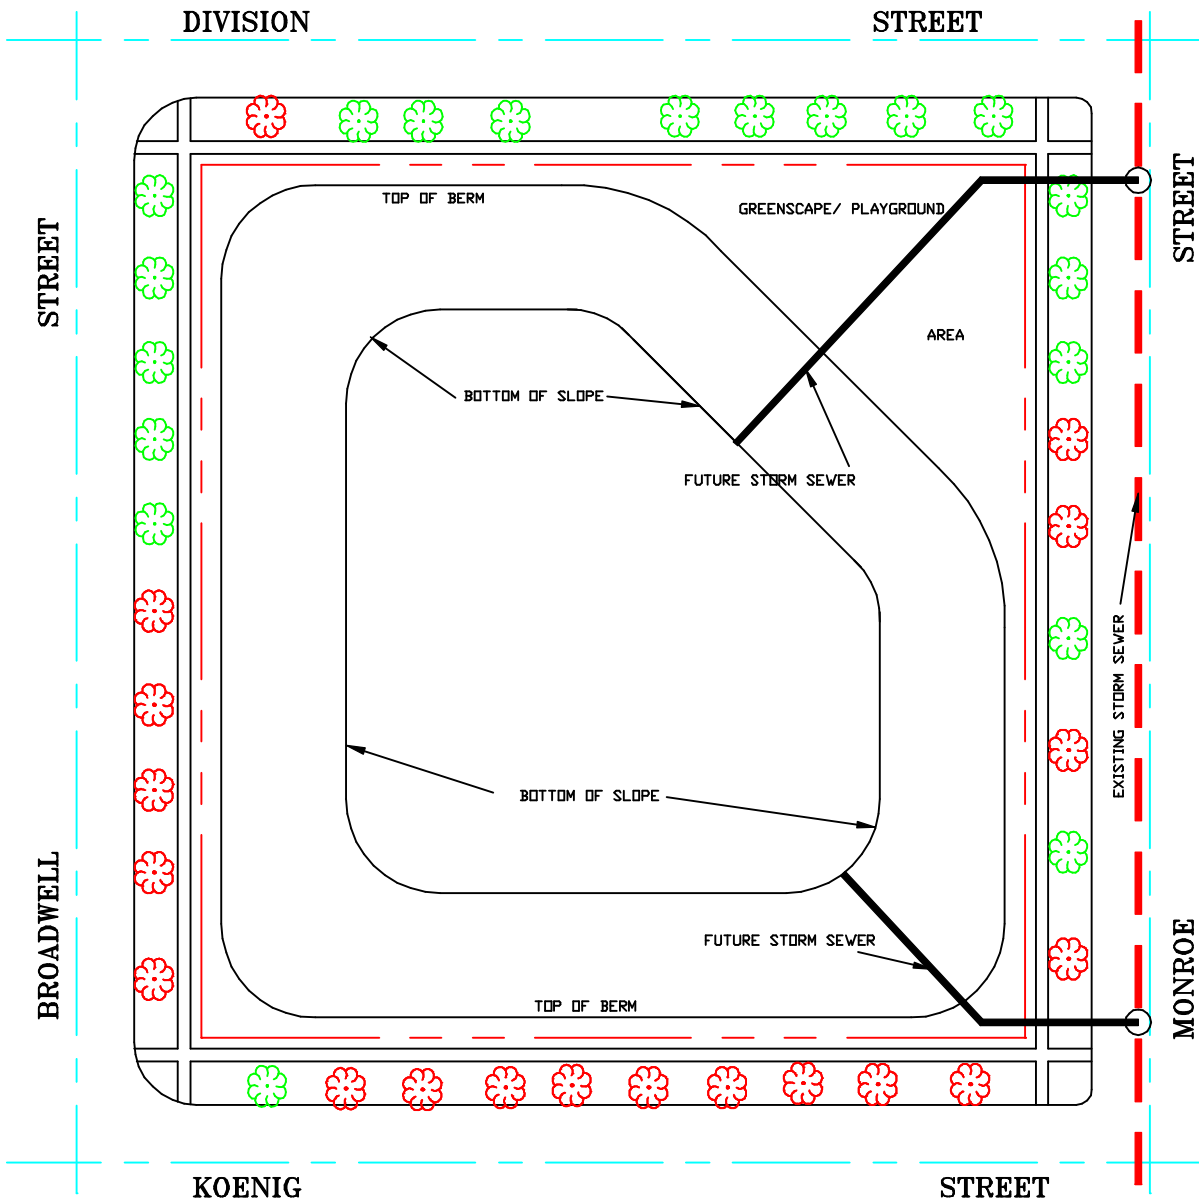 DIVISION STREET
TOP OF BERM
GREENSCAPE/ PLAYGROUND
AREA
BOTTOM OF SLOPE
FUTURE STORM SEWER
BROADWELL STREET
MONROE STREET
EXISTING STORM SEWER
BOTTOM OF SLOPE
FUTURE STORM SEWER
TOP OF BERM
KOENIG STREET